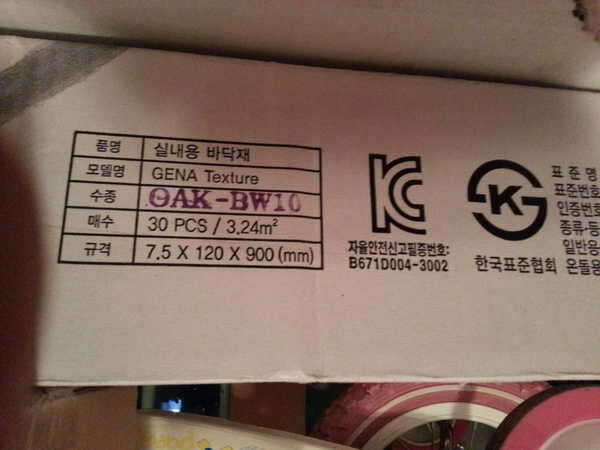 품명 실내용 바닥재
모델명 GENA Texture
수종 OAK-BW10
매수 30 PCS / 3,24m²
규격 7.5 X 120 X 900 (mm)
KC
자율안전신고필증번호:
B671D004-3002
K
한국표준협회
표 준 명
표준번호
인증번호
종류·등
일반용
온돌용